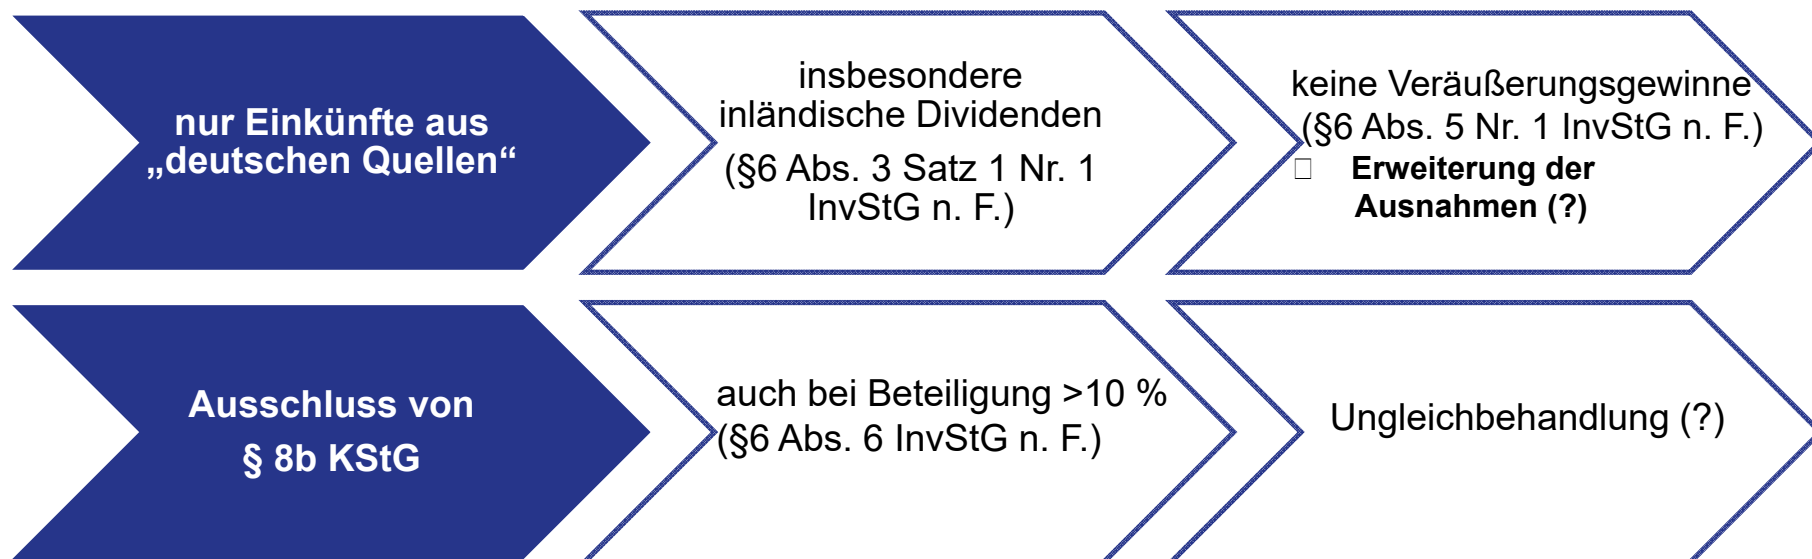 nur Einkünfte aus
„deutschen Quellen“
insbesondere
inländische Dividenden
(§6 Abs. 3 Satz 1 Nr. 1
InvStG n. F.)
keine Veräußerungsgewinne
(§6 Abs. 5 Nr. 1 InvStG n. F.)
□ Erweiterung der
Ausnahmen (?)
Ausschluss von
§ 8b KStG
auch bei Beteiligung >10 %
(§6 Abs. 6 InvStG n. F.)
Ungleichbehandlung (?)